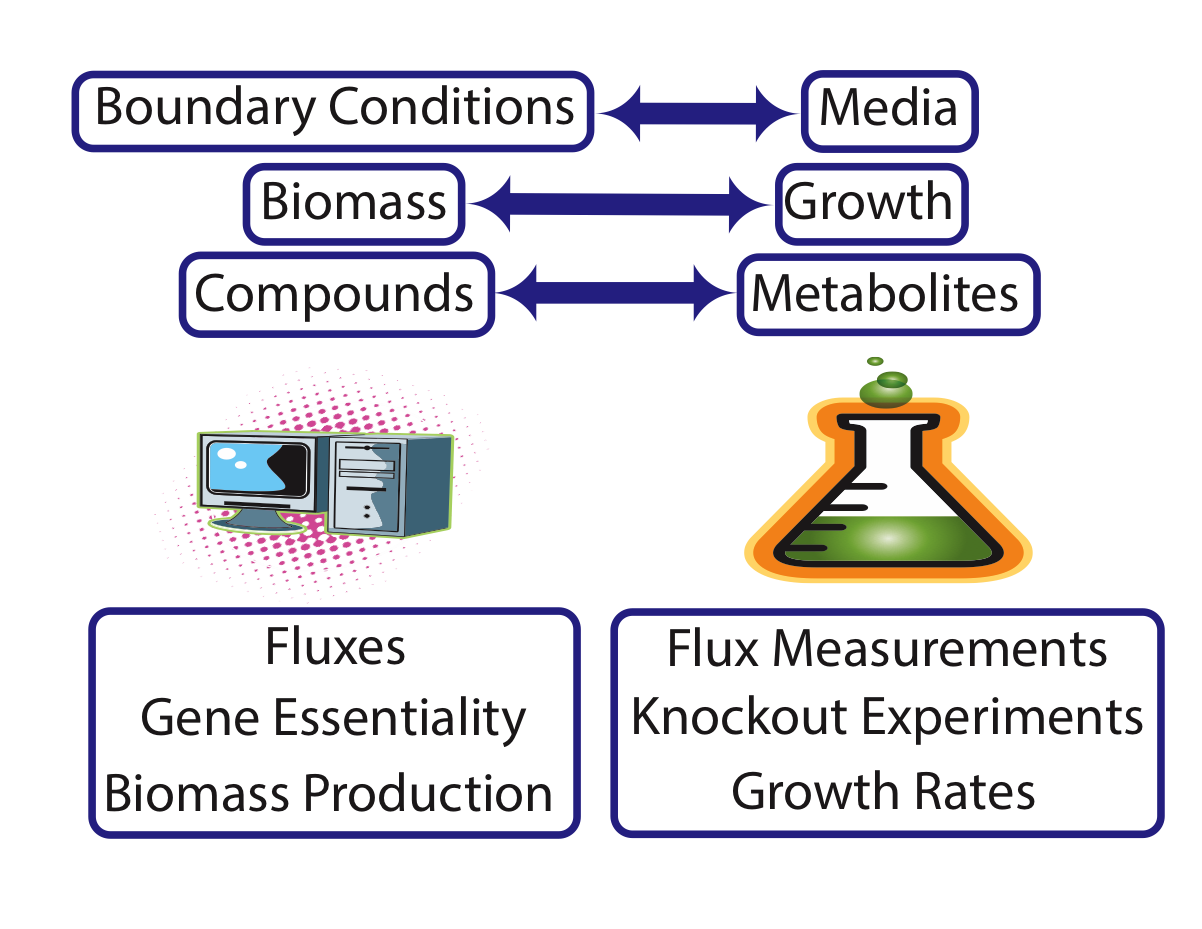 Boundary Conditions
Media
Biomass
Growth
Compounds
Metabolites
Fluxes
Gene Essentiality
Biomass Production
Flux Measurements
Knockout Experiments
Growth Rates